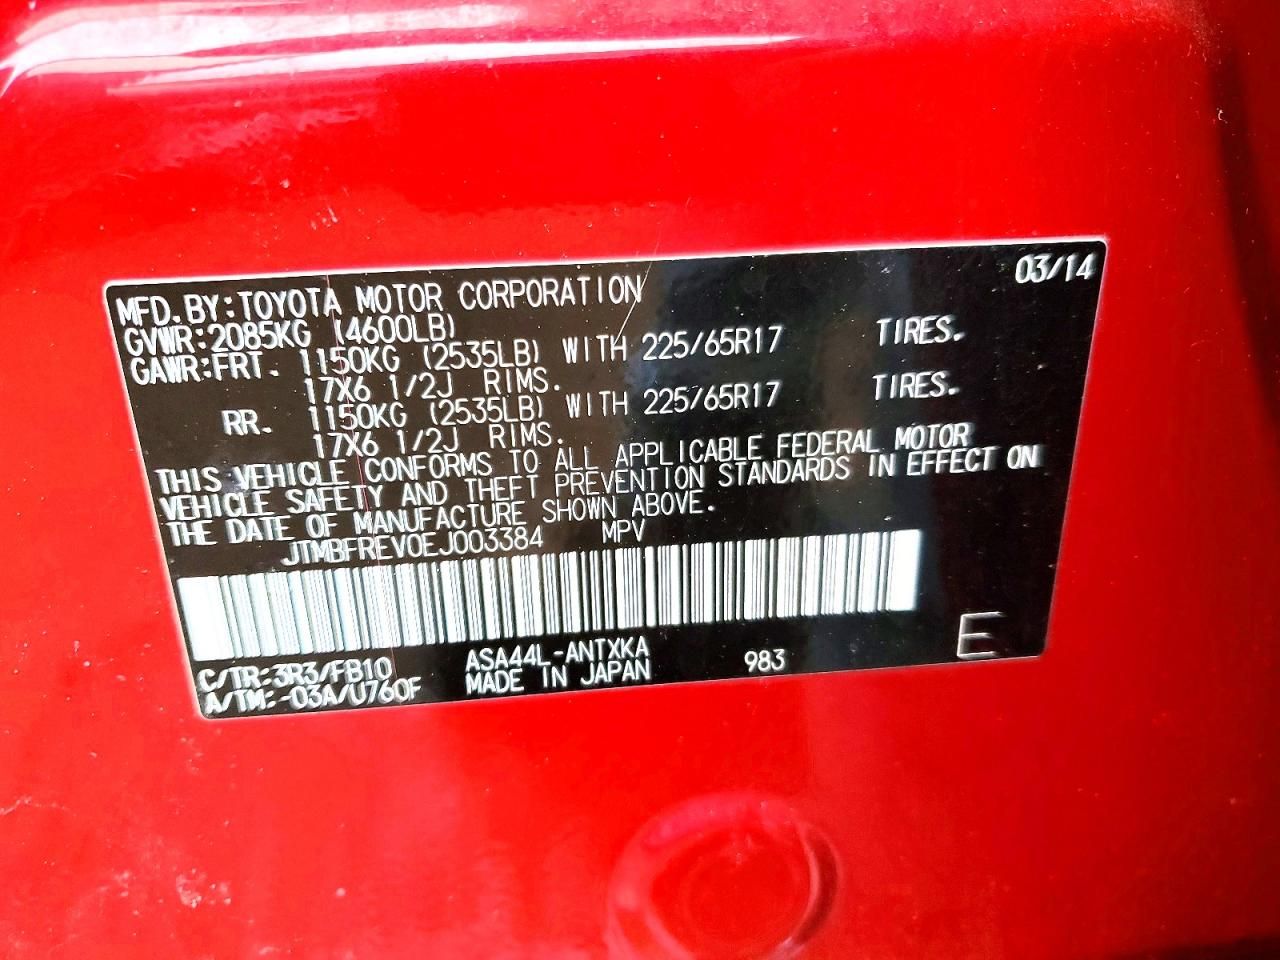 03/14
MFD.BY:TOYOTA MOTOR CORPORATION
GVWR:2085KG (4600LB)
GAWR:FRT. 1150KG (2535LB) WITH 225/65R17 TIRES.
17X6 1/2J RIMS.
RR. 1150KG (2535LB) WITH 225/65R17 TIRES.
17X6 1/2J RIMS.
THIS VEHICLE CONFORMS TO ALL APPLICABLE FEDERAL MOTOR
VEHICLE SAFETY AND THEFT PREVENTION STANDARDS IN EFFECT ON
THE DATE OF MANUFACTURE SHOWN ABOVE.
JTMBFREV0EJ003384 MPV
C/TR:3R3/FB10 ASA44L-ANTXKA 983 E
A/TM:-03A/U760F MADE IN JAPAN